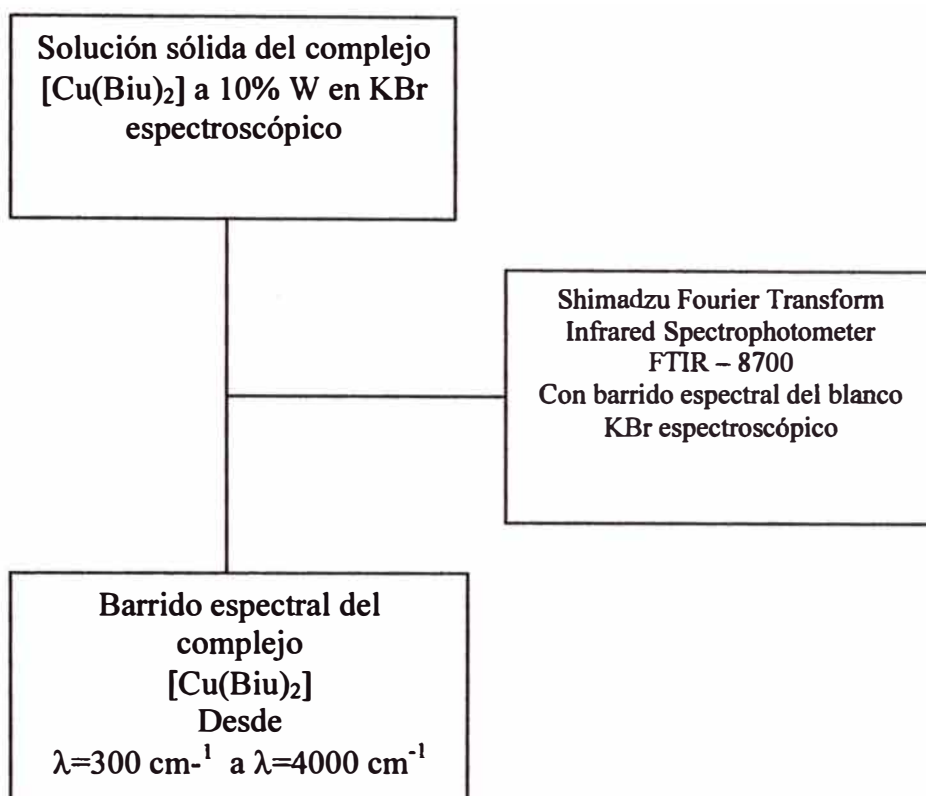 Solución sólida del complejo
[Cu(Biu)₂] a 10% W en KBr
espectroscópico
Shimadzu Fourier Transform
Infrared Spectrophotometer
FTIR – 8700
Con barrido espectral del blanco
KBr espectroscópico
Barrido espectral del
complejo
[Cu(Biu)₂]
Desde
λ=300 cm-¹ a λ=4000 cm⁻¹